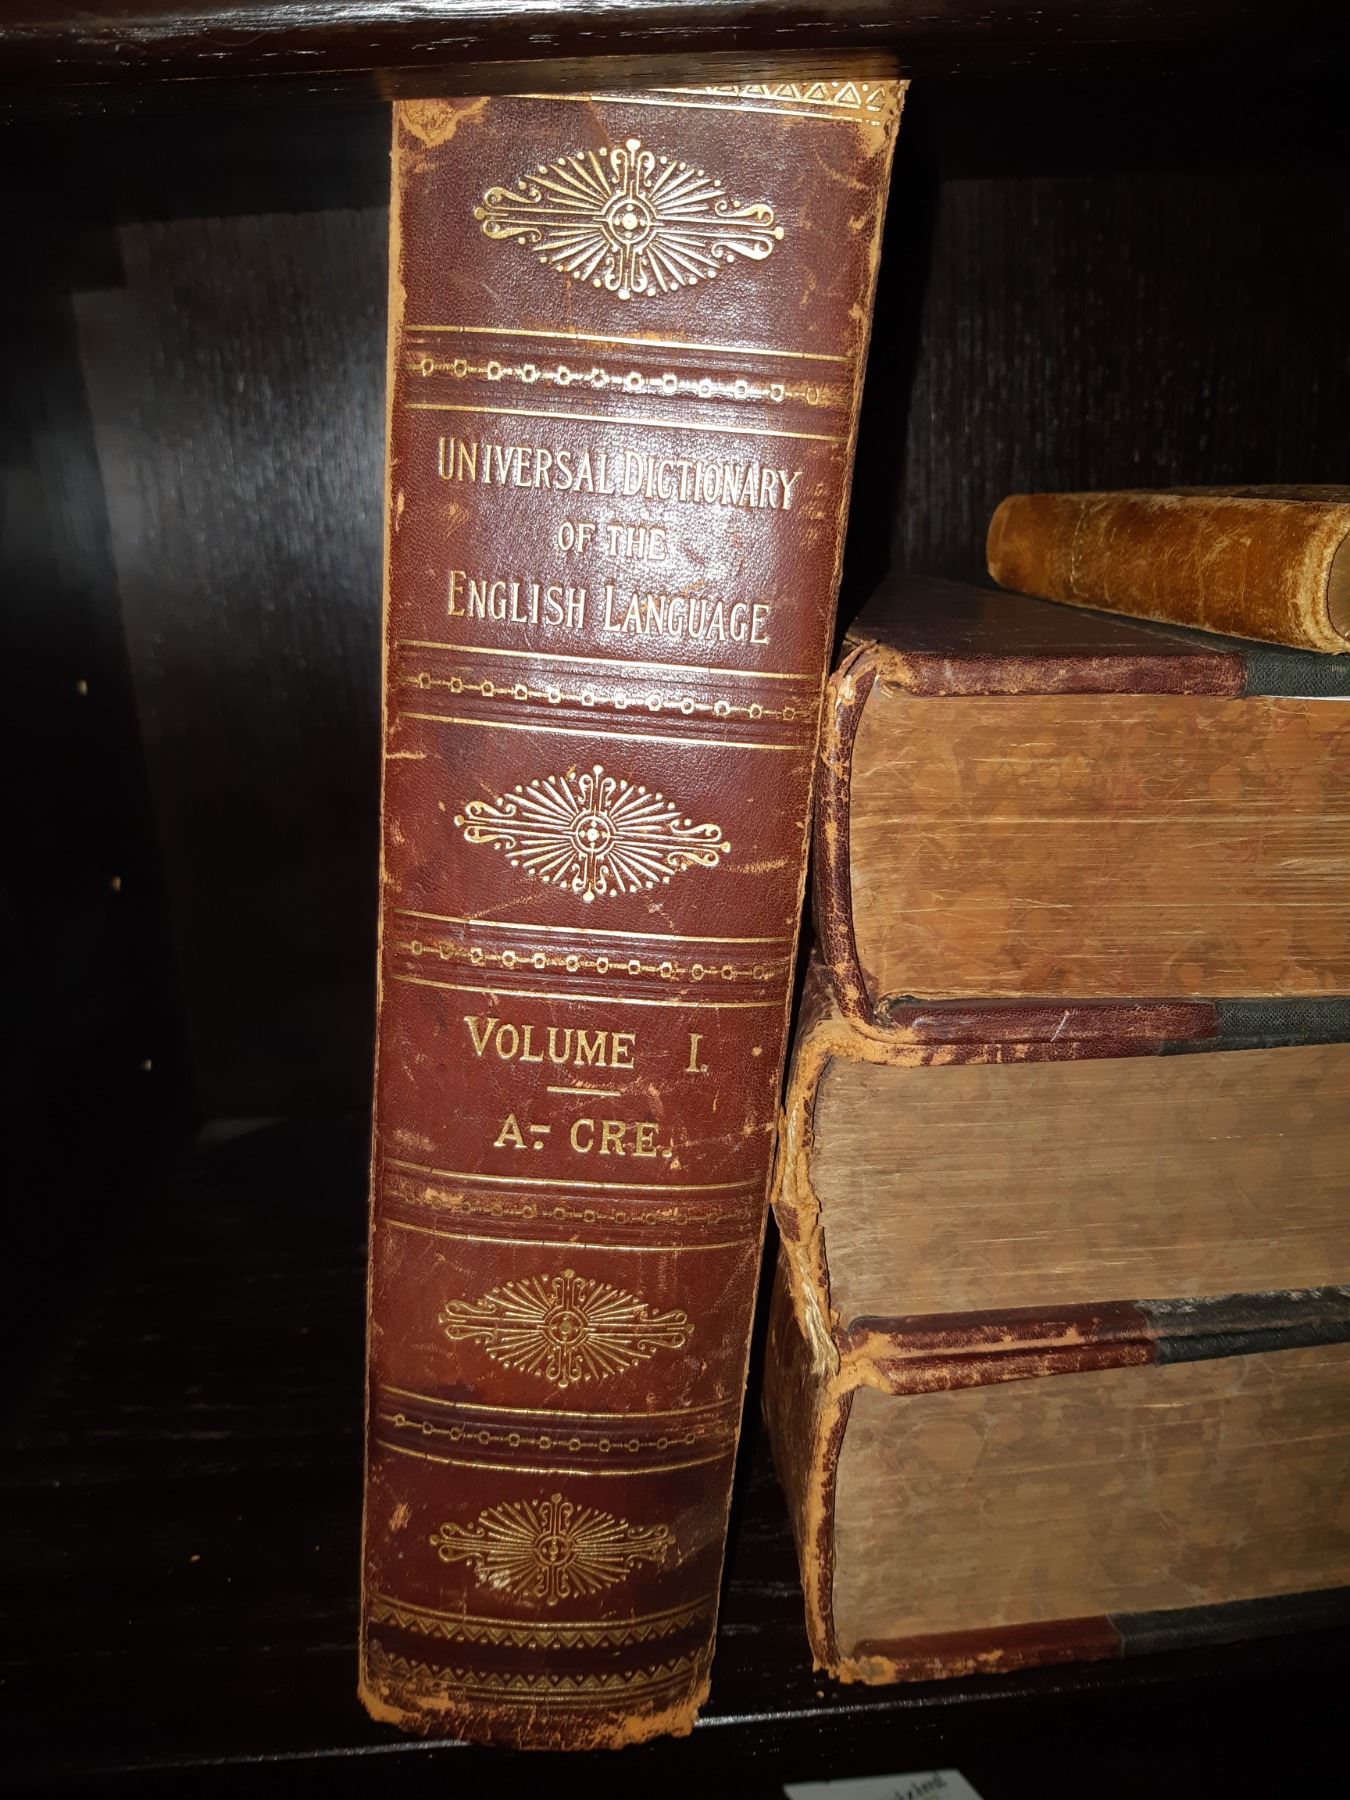 UNIVERSAL DICTIONARY
OF THE
ENGLISH LANGUAGE
VOLUME I.
A- CRE.